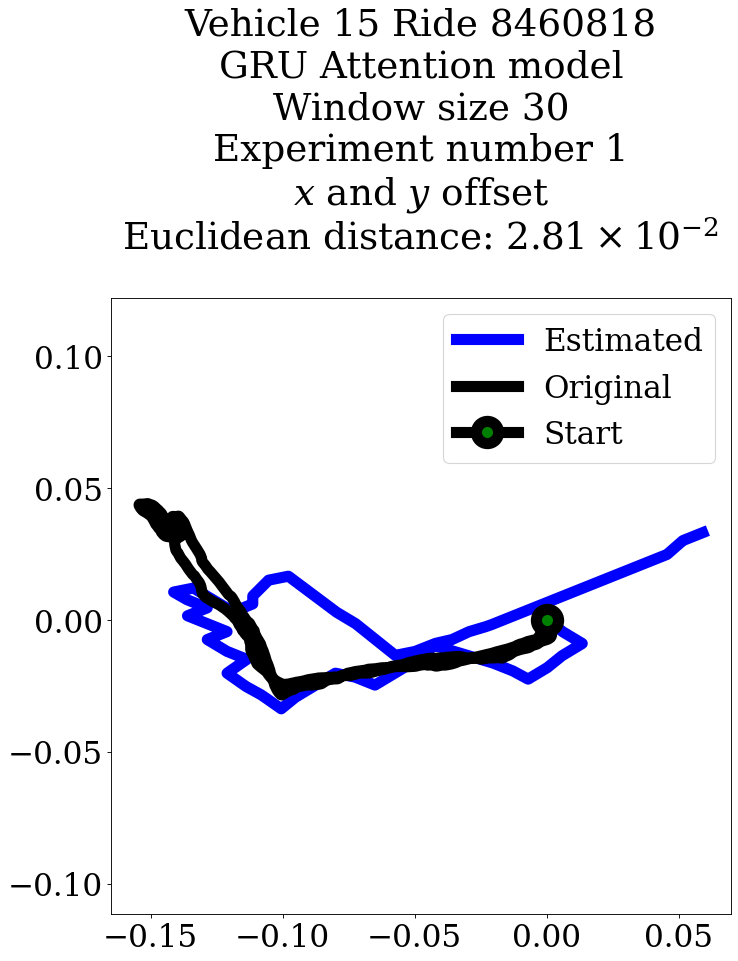 Vehicle 15 Ride 8460818
GRU Attention model
Window size 30
Experiment number 1
x and y offset
Euclidean distance: 2.81 × 10⁻²
Estimated
Original
Start
0.10
0.05
0.00
−0.05
−0.10
−0.15 −0.10 −0.05 0.00 0.05